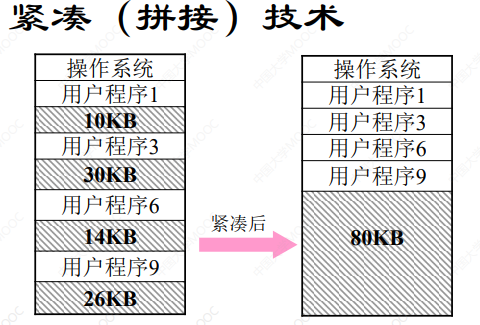 紧凑（拼接）技术
操作系统
用户程序1
10KB
用户程序3
30KB
用户程序6
14KB
用户程序9
26KB
紧凑后
操作系统
用户程序1
用户程序3
用户程序6
用户程序9
80KB